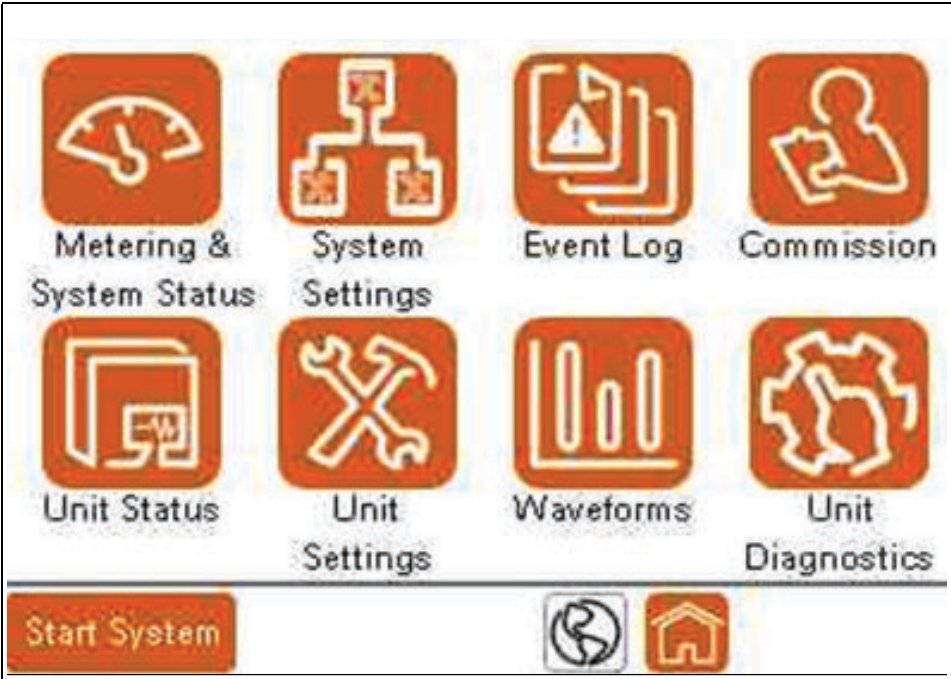 Metering &
System Status
System
Settings
Event Log
Commission
Unit Status
Unit
Settings
Waveforms
Unit
Diagnostics
Start System